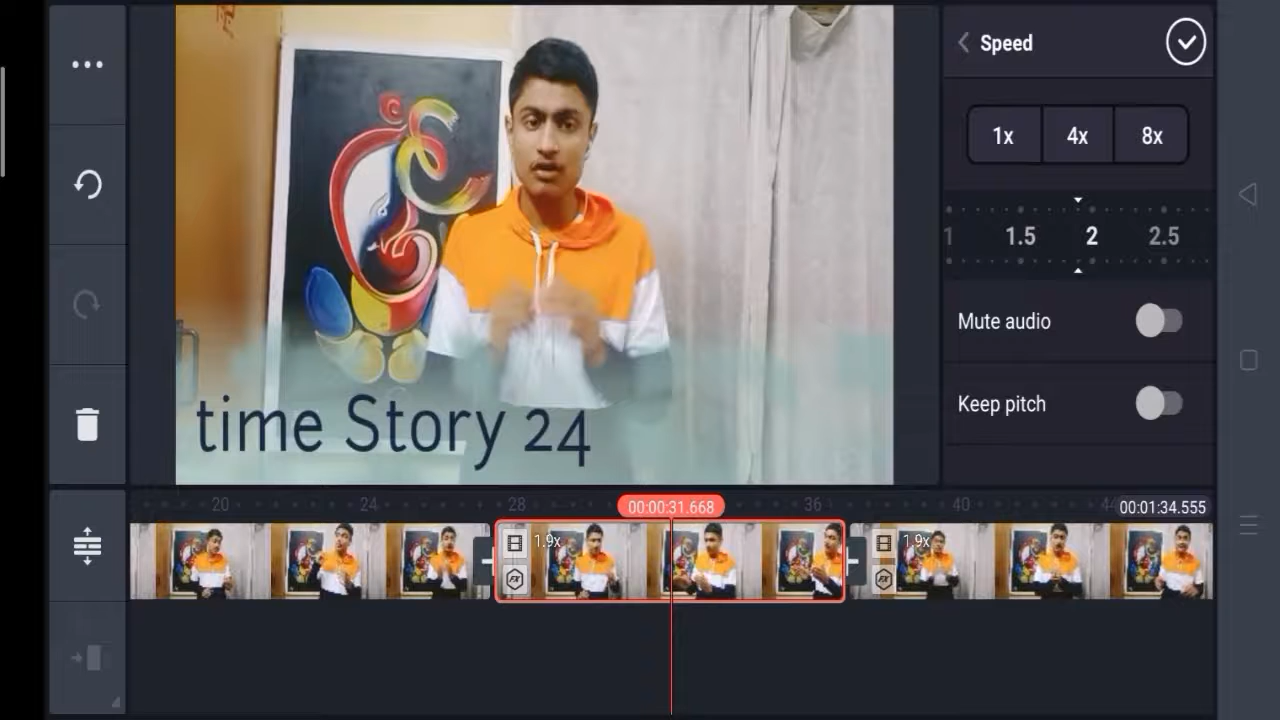 Speed
1x 4x 8x
1 1.5 2 2.5
Mute audio
Keep pitch
time Story 24
20 24 28 00:00:31.668 36 40 44 00:01:34.555
1.9x 1.9x